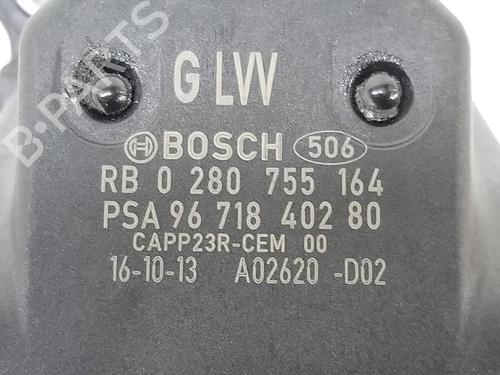 G LVV
BOSCH 506
RB 0 280 755 164
PSA 96 718 402 80
CAPP23R-CEM 00
16-10-13 A02620 -D02
B-PARTS